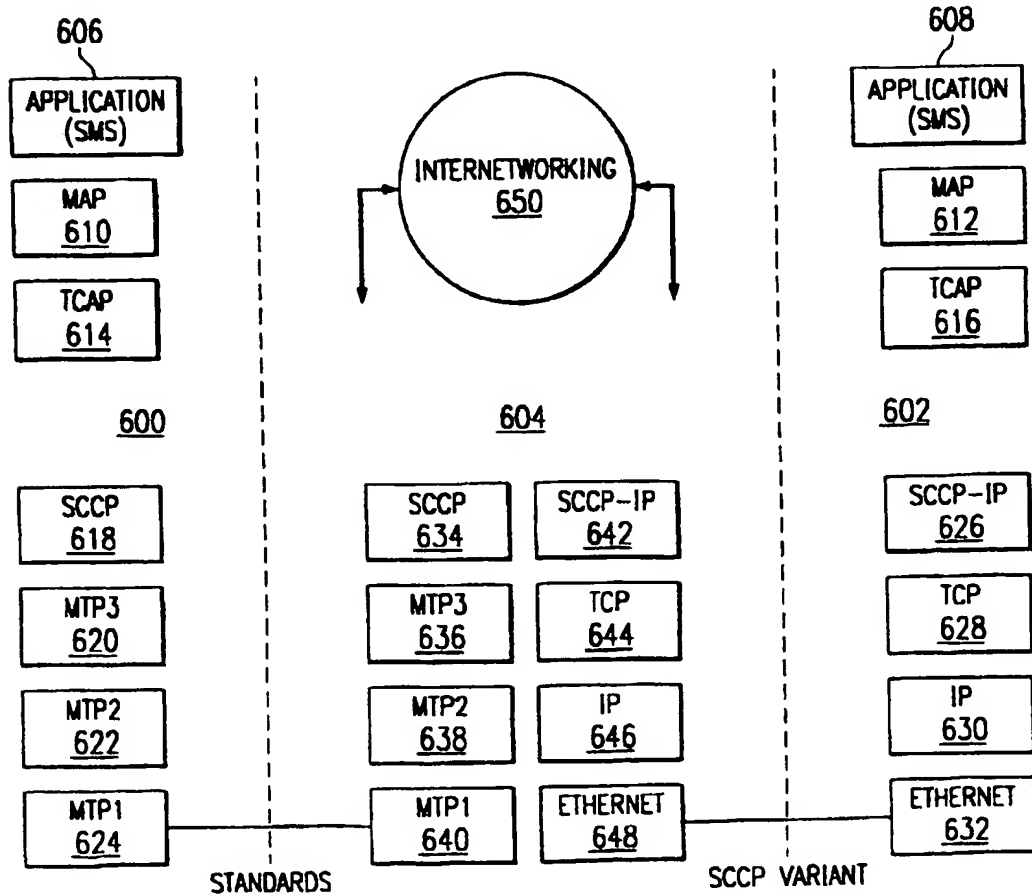 606
608
APPLICATION
(SMS)
MAP
610
TCAP
614
600
SCCP
618
MTP3
620
MTP2
622
MTP1
624
STANDARDS
INTERNETWORKING
650
604
SCCP
634
SCCP-IP
642
MTP3
636
TCP
644
MTP2
638
IP
646
MTP1
640
ETHERNET
648
SCCP VARIANT
APPLICATION
(SMS)
MAP
612
TCAP
616
602
SCCP-IP
626
TCP
628
IP
630
ETHERNET
632